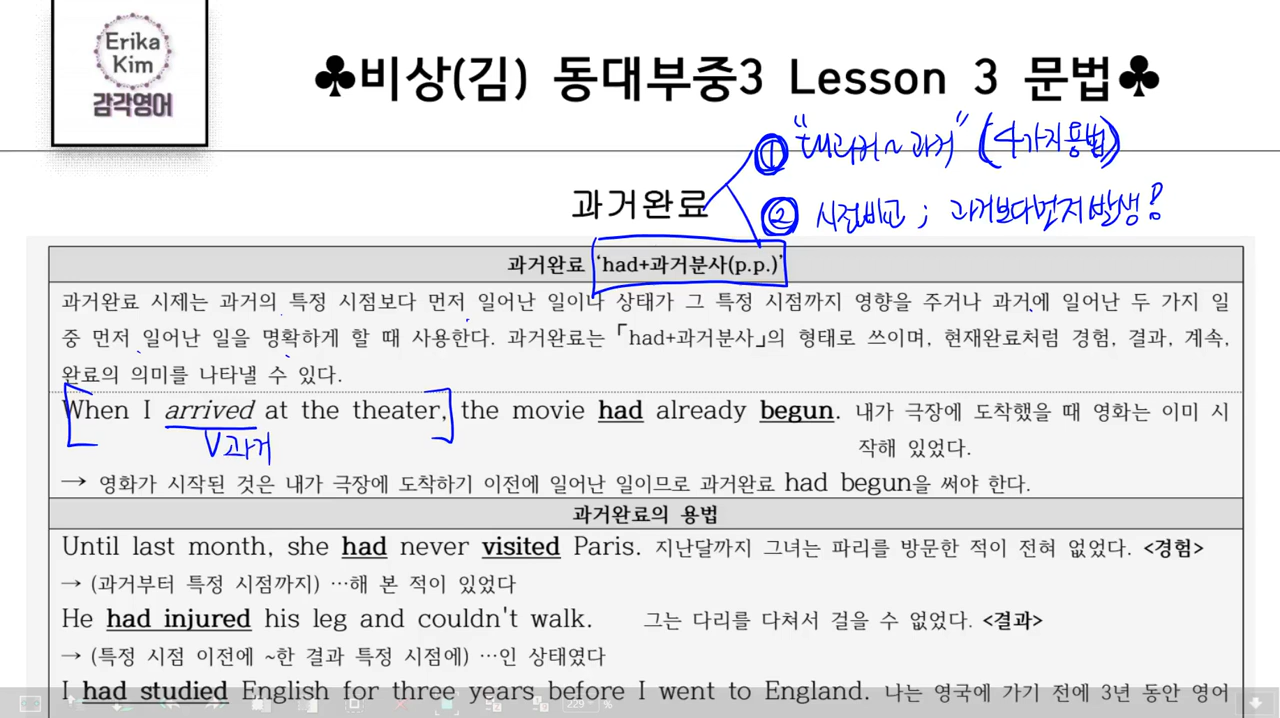 Erika
Kim
감각영어
♣비상(김) 동대부중3 Lesson 3 문법♣
① "대과거~과거" (4가지용법)
과거완료
② 시점비교 ; 과거보다먼저발생!
과거완료 'had+과거분사(p.p.)'
과거완료 시제는 과거의 특정 시점보다 먼저 일어난 일이나 상태가 그 특정 시점까지 영향을 주거나 과거에 일어난 두 가지 일
중 먼저 일어난 일을 명확하게 할 때 사용한다. 과거완료는 「had+과거분사」의 형태로 쓰이며, 현재완료처럼 경험, 결과, 계속,
완료의 의미를 나타낼 수 있다.
When I arrived at the theater, the movie had already begun. 내가 극장에 도착했을 때 영화는 이미 시
작해 있었다.
V과거
→ 영화가 시작된 것은 내가 극장에 도착하기 이전에 일어난 일이므로 과거완료 had begun을 써야 한다.
과거완료의 용법
Until last month, she had never visited Paris. 지난달까지 그녀는 파리를 방문한 적이 전혀 없었다. <경험>
→ (과거부터 특정 시점까지) …해 본 적이 있었다
He had injured his leg and couldn't walk. 그는 다리를 다쳐서 걸을 수 없었다. <결과>
→ (특정 시점 이전에 ~한 결과 특정 시점에) …인 상태였다
I had studied English for three years before I went to England. 나는 영국에 가기 전에 3년 동안 영어
229 %